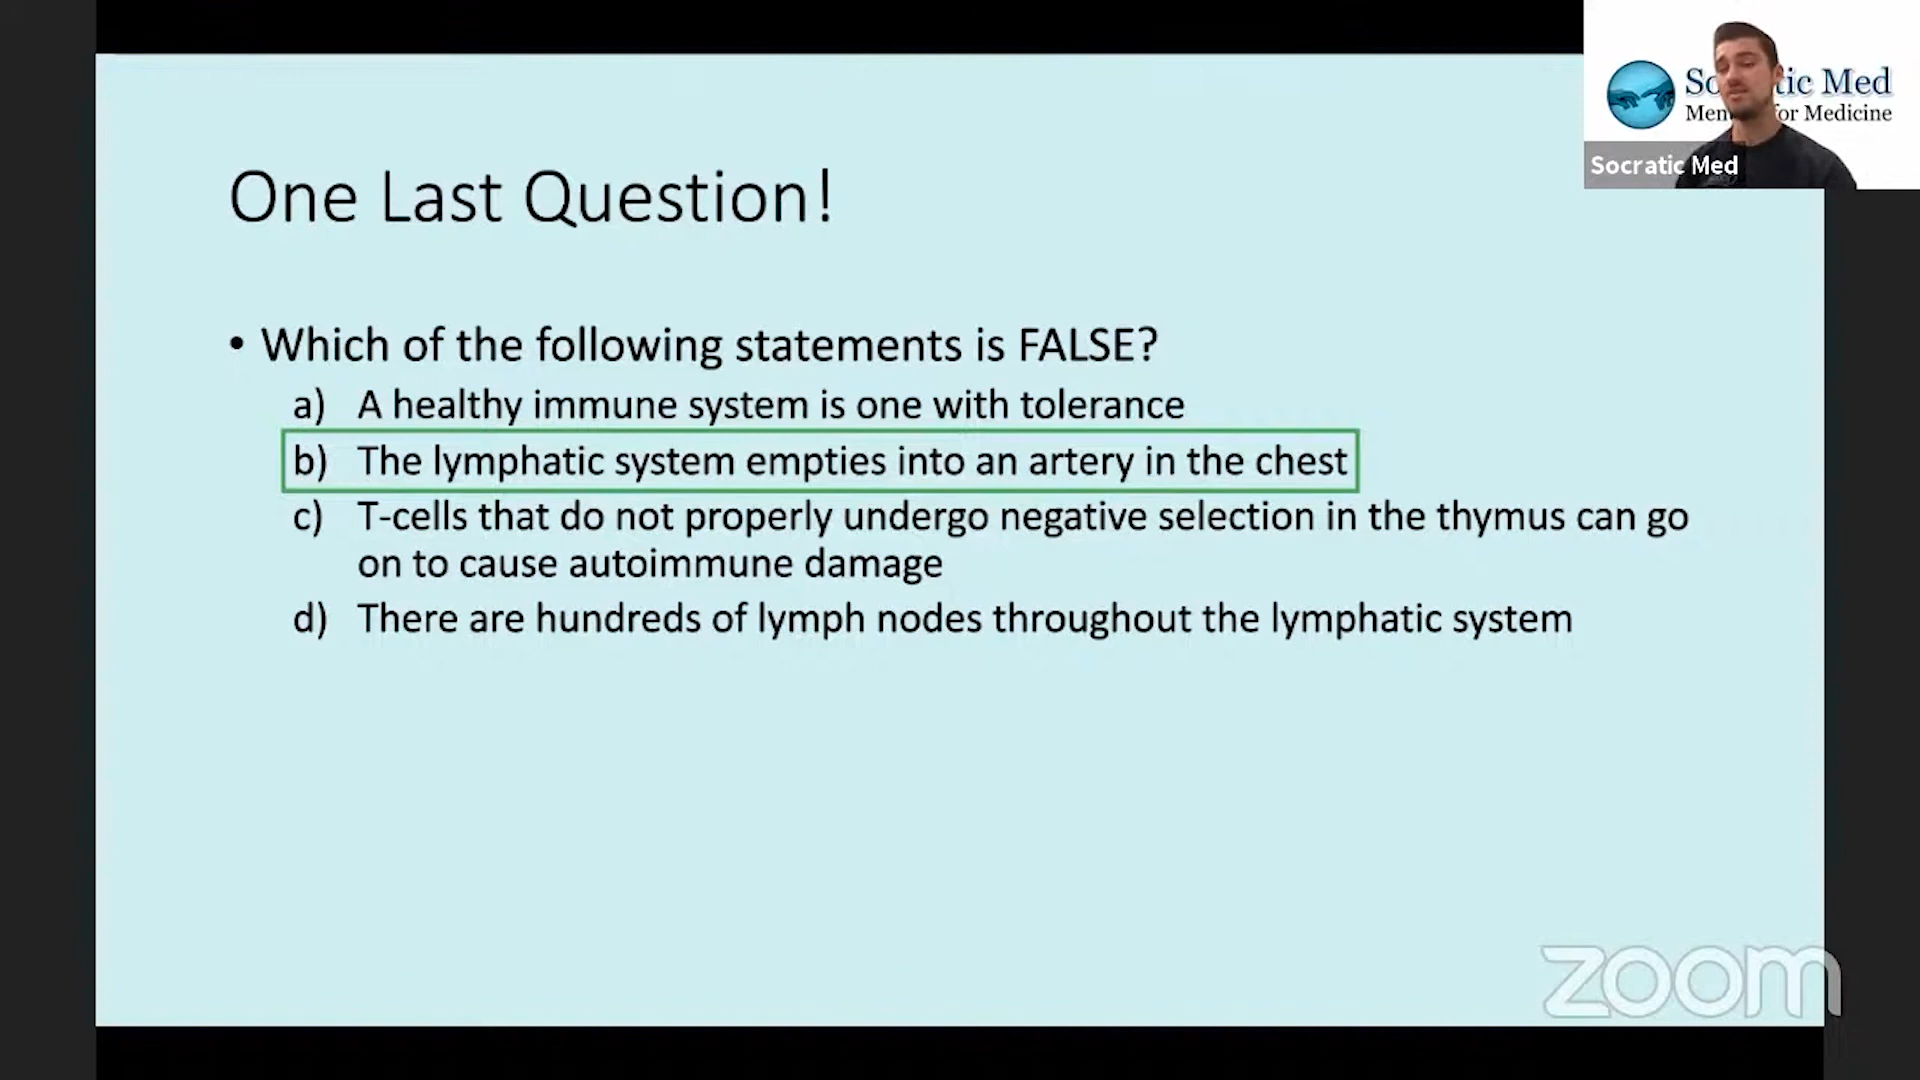 Socratic Med
One Last Question!
• Which of the following statements is FALSE?
a) A healthy immune system is one with tolerance
b) The lymphatic system empties into an artery in the chest
c) T-cells that do not properly undergo negative selection in the thymus can go
on to cause autoimmune damage
d) There are hundreds of lymph nodes throughout the lymphatic system
zoom